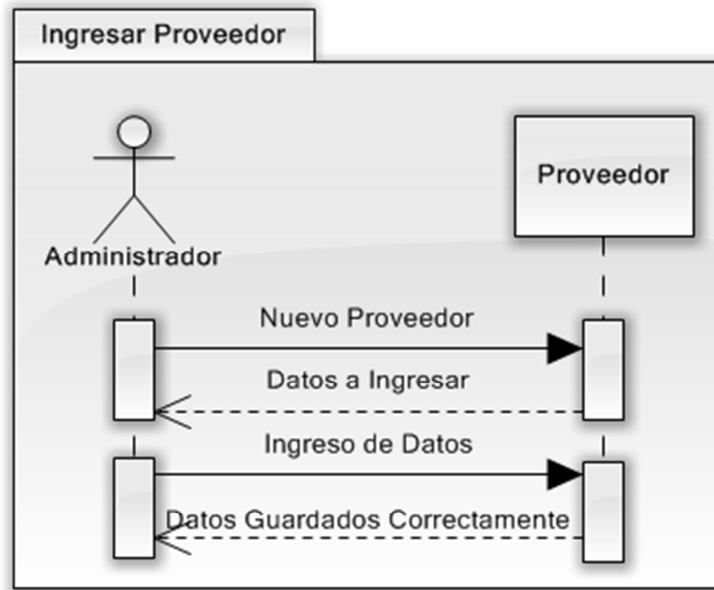 Ingresar Proveedor
Administrador
Proveedor
Nuevo Proveedor
Datos a Ingresar
Ingreso de Datos
Datos Guardados Correctamente